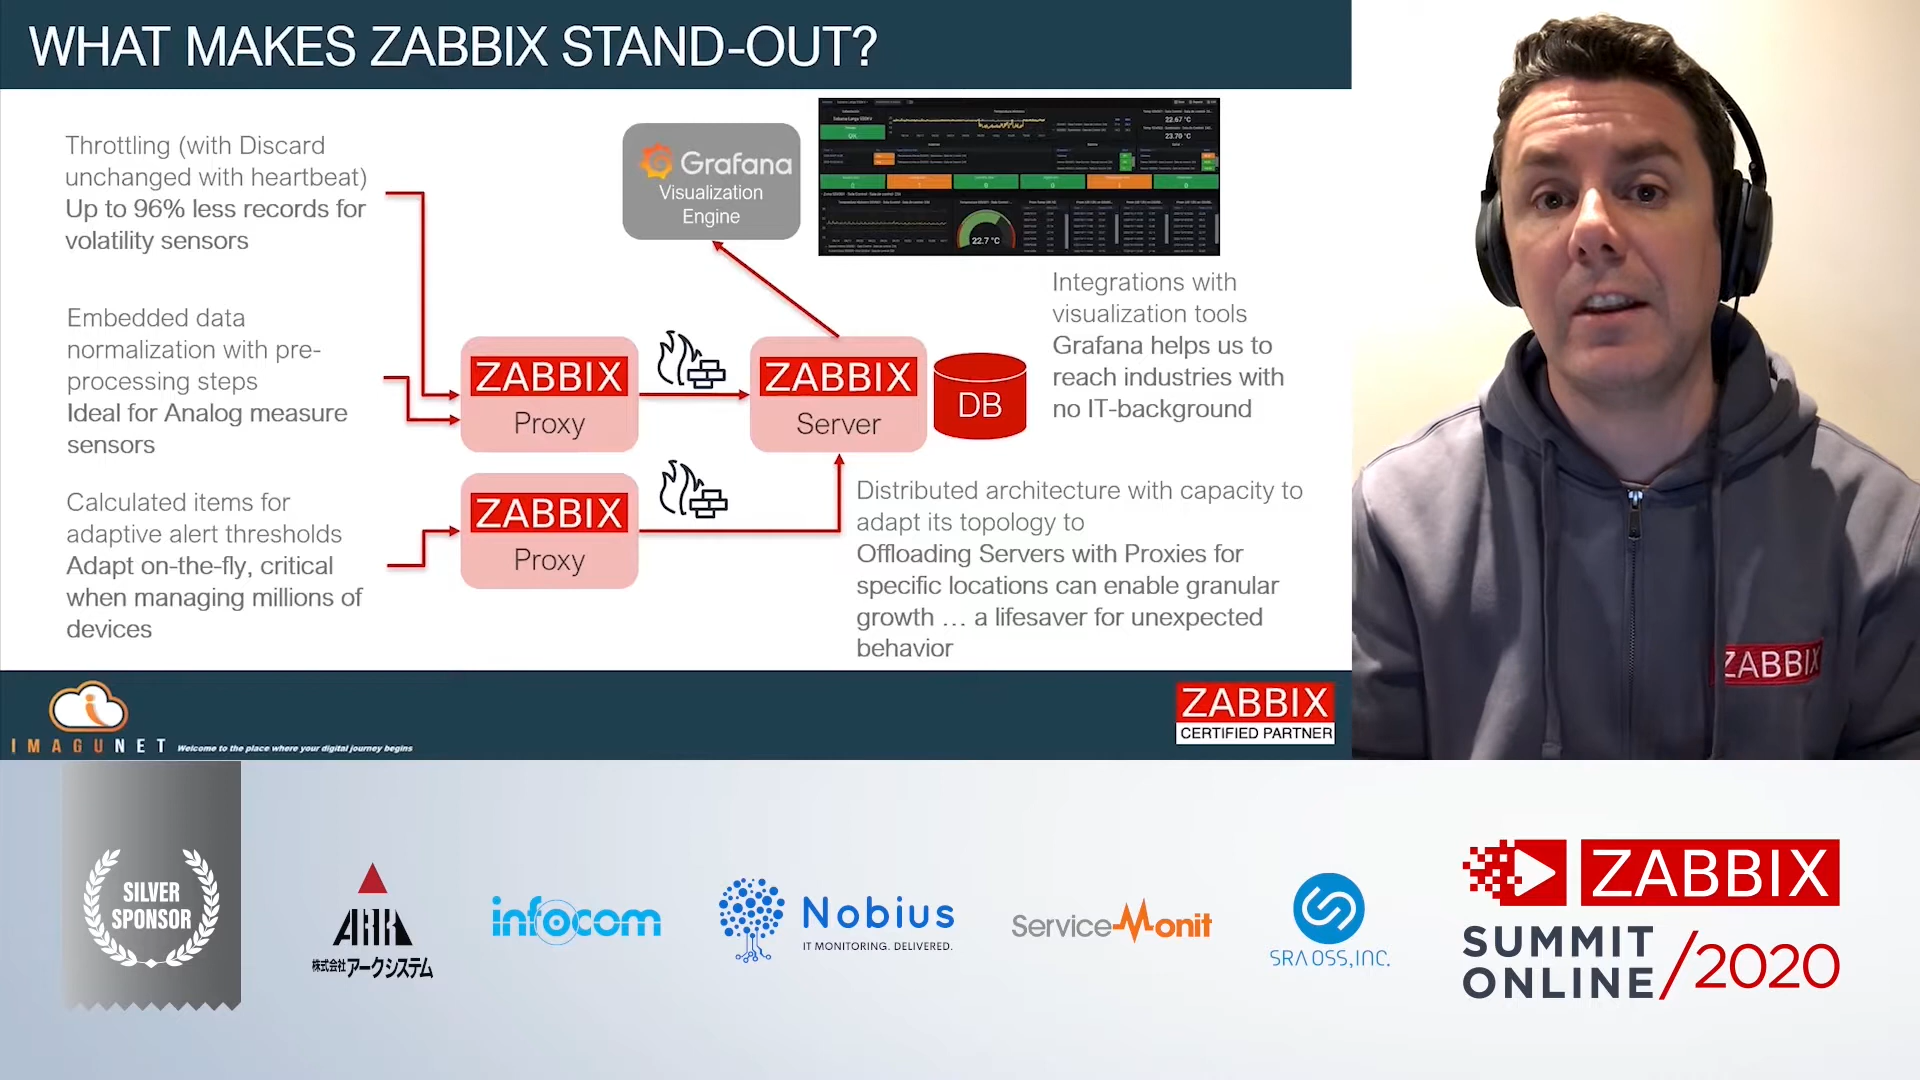 WHAT MAKES ZABBIX STAND-OUT?
Throttling (with Discard
unchanged with heartbeat)
Up to 96% less records for
volatility sensors
Embedded data
normalization with pre-
processing steps
Ideal for Analog measure
sensors
Calculated items for
adaptive alert thresholds
Adapt on-the-fly, critical
when managing millions of
devices
Grafana
Visualization
Engine
22.67 °C
23.70 °C
22.7 °C
ZABBIX
Proxy
ZABBIX
Server
DB
ZABBIX
Proxy
Integrations with
visualization tools
Grafana helps us to
reach industries with
no IT-background
Distributed architecture with capacity to
adapt its topology to
Offloading Servers with Proxies for
specific locations can enable granular
growth … a lifesaver for unexpected
behavior
IMAGUNET Welcome to the place where your digital journey begins
ZABBIX
CERTIFIED PARTNER
ZABBIX
SILVER
SPONSOR
ARK
株式会社アークシステム
infocom
Nobius
IT MONITORING. DELIVERED.
ServiceMonit
SRA OSS, INC.
ZABBIX
SUMMIT
ONLINE /2020